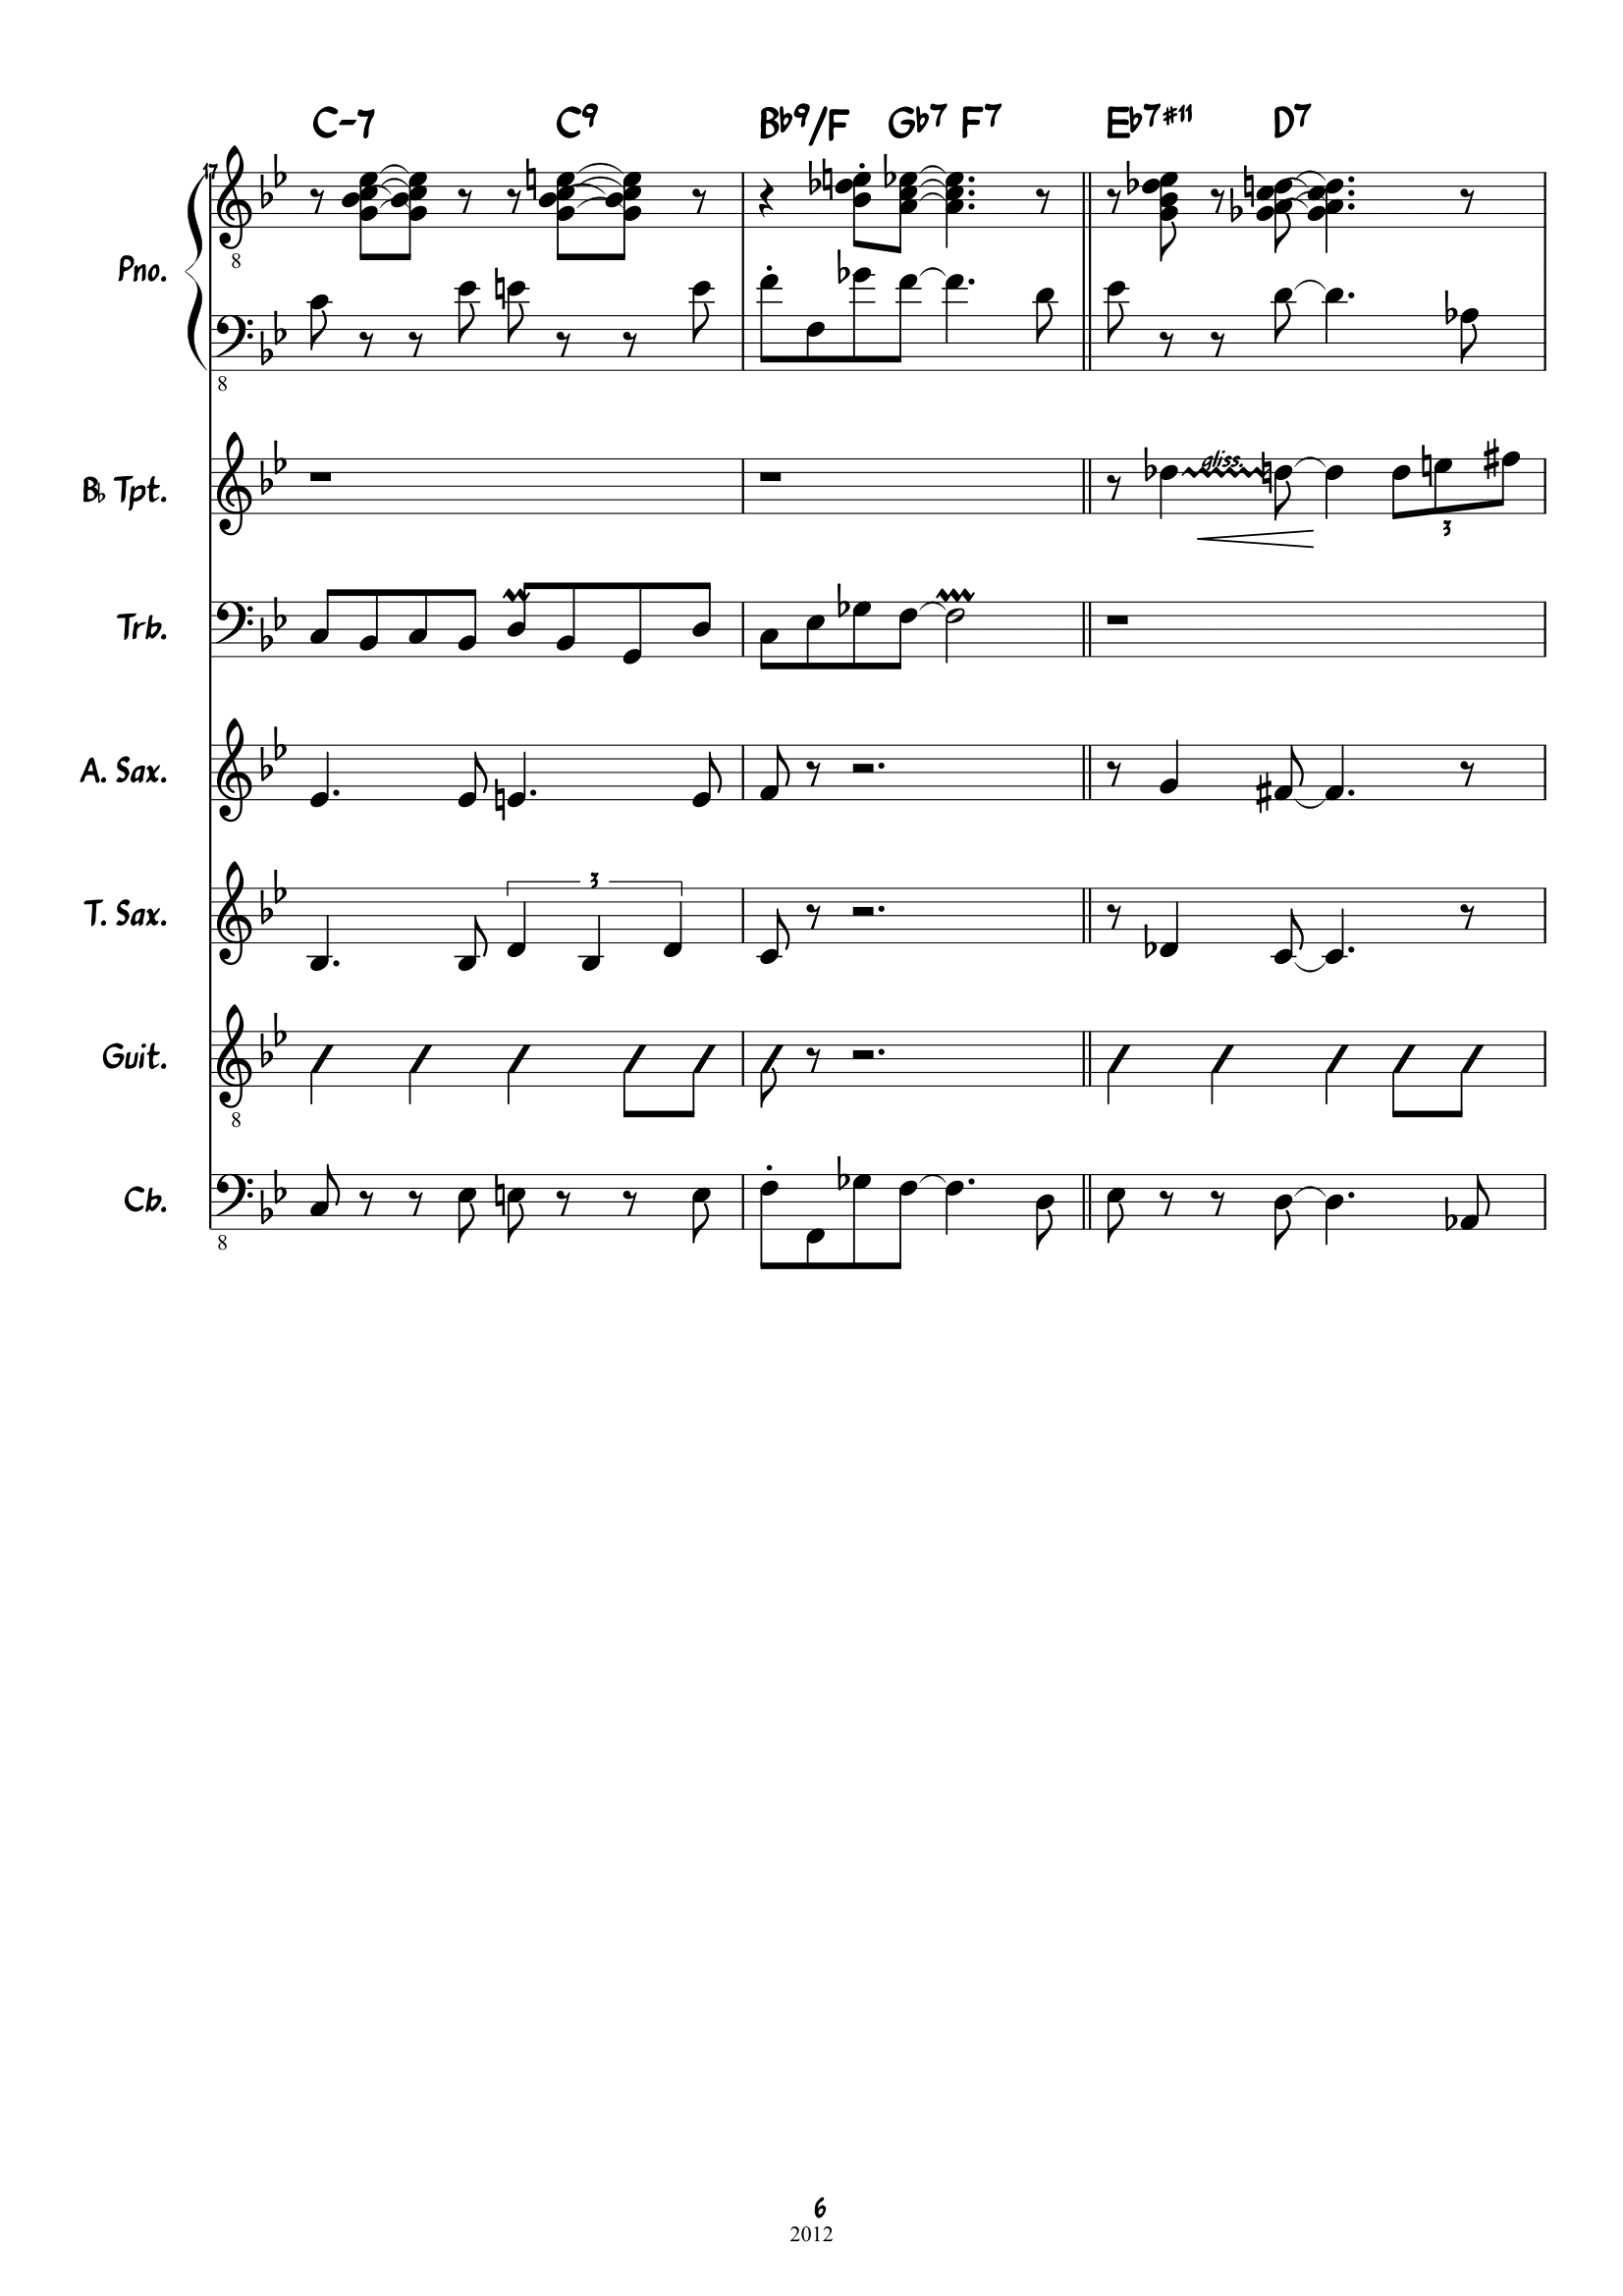 C-7 C9 Bb9/F Gb7 F7 Eb7#11 D7
17
8
Pno.
8
gliss.
B♭ Tpt.
3
Trb.
A. Sax.
3
T. Sax.
Guit.
8
Cb.
8
6
2012